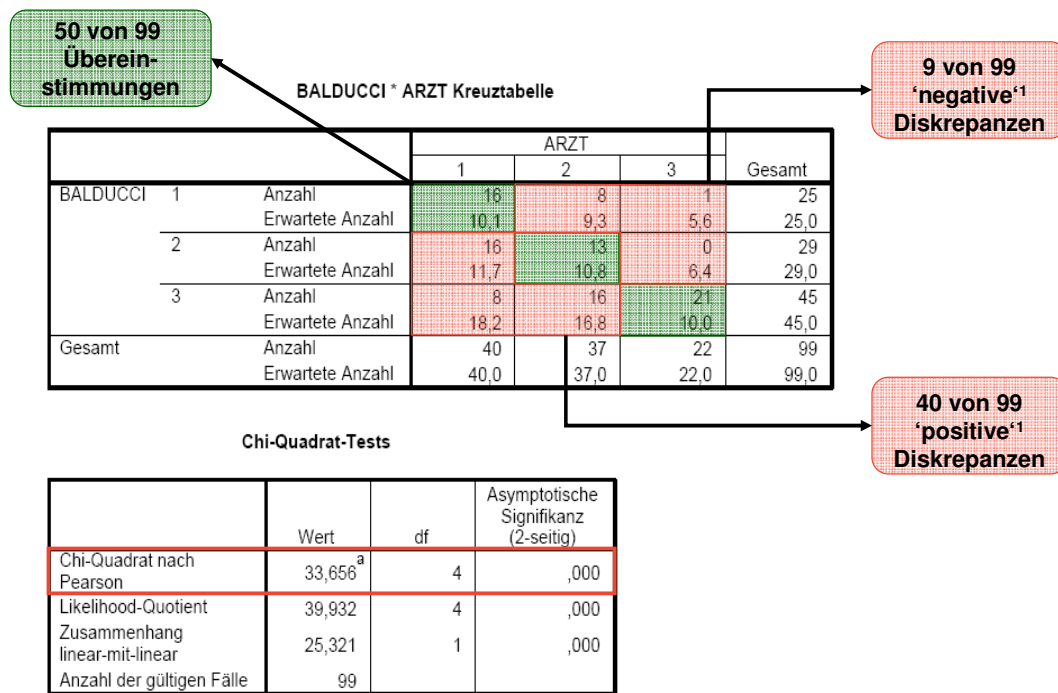 50 von 99
Überein-
stimmungen
9 von 99
‘negative‘1
Diskrepanzen
BALDUCCI * ARZT Kreuztabelle
ARZT
1 2 3 Gesamt
BALDUCCI 1 Anzahl 16 8 1 25
Erwartete Anzahl 10,1 9,3 5,6 25,0
2 Anzahl 16 13 0 29
Erwartete Anzahl 11,7 10,8 6,4 29,0
3 Anzahl 8 16 21 45
Erwartete Anzahl 18,2 16,8 10,0 45,0
Gesamt Anzahl 40 37 22 99
Erwartete Anzahl 40,0 37,0 22,0 99,0
40 von 99
‘positive‘1
Diskrepanzen
Chi-Quadrat-Tests
Wert df Asymptotische
Signifikanz
(2-seitig)
Chi-Quadrat nach
Pearson 33,656a 4 ,000
Likelihood-Quotient 39,932 4 ,000
Zusammenhang
linear-mit-linear 25,321 1 ,000
Anzahl der gültigen Fälle 99